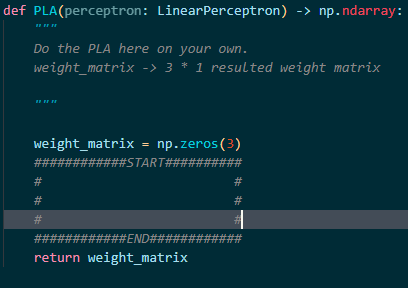 def PLA(perceptron: LinearPerceptron) -> np.ndarray:
    """
    Do the PLA here on your own.
    weight_matrix -> 3 * 1 resulted weight matrix
    """
    weight_matrix = np.zeros(3)
    ############START##########
    #                         #
    #                         #
    #                         #
    ############END############
    return weight_matrix